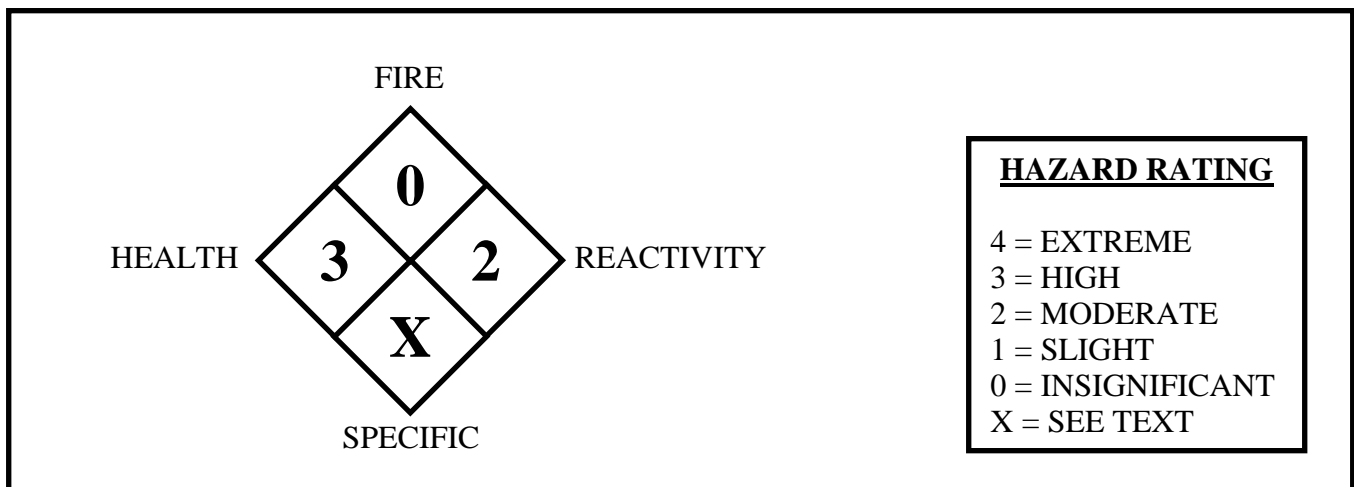 FIRE
0
HEALTH 3 2 REACTIVITY
X
SPECIFIC
HAZARD RATING
4 = EXTREME
3 = HIGH
2 = MODERATE
1 = SLIGHT
0 = INSIGNIFICANT
X = SEE TEXT